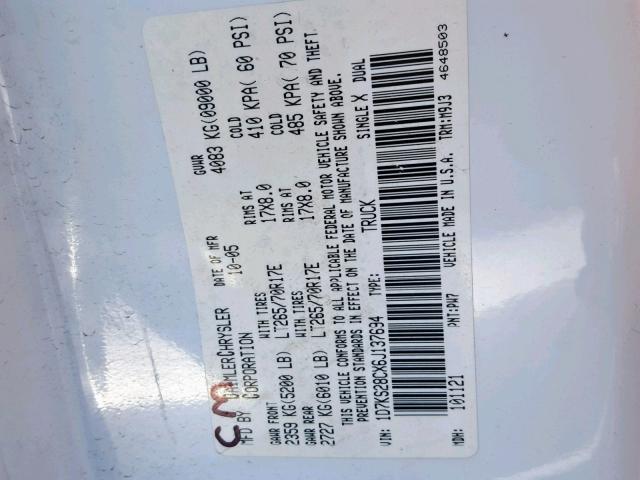 CM
MFD BY DAIMLERCHRYSLER CORPORATION
DATE OF MFR 10-05
GVWR 4083 KG(09000 LB)
GAWR FRONT WITH TIRES RIMS AT COLD
2359 KG(5200 LB) LT265/70R17E 17X8.0 410 KPA( 60 PSI)
GAWR REAR WITH TIRES RIMS AT COLD
2727 KG(6010 LB) LT265/70R17E 17X8.0 485 KPA( 70 PSI)
THIS VEHICLE CONFORMS TO ALL APPLICABLE FEDERAL MOTOR VEHICLE SAFETY AND THEFT
PREVENTION STANDARDS IN EFFECT ON THE DATE OF MANUFACTURE SHOWN ABOVE.
VIN: 1D7KS28CX6J137694 TYPE: TRUCK SINGLE X DUAL
MDH: 101121 PNT:PW7 VEHICLE MADE IN U.S.A. TRM:M9J3 4648503